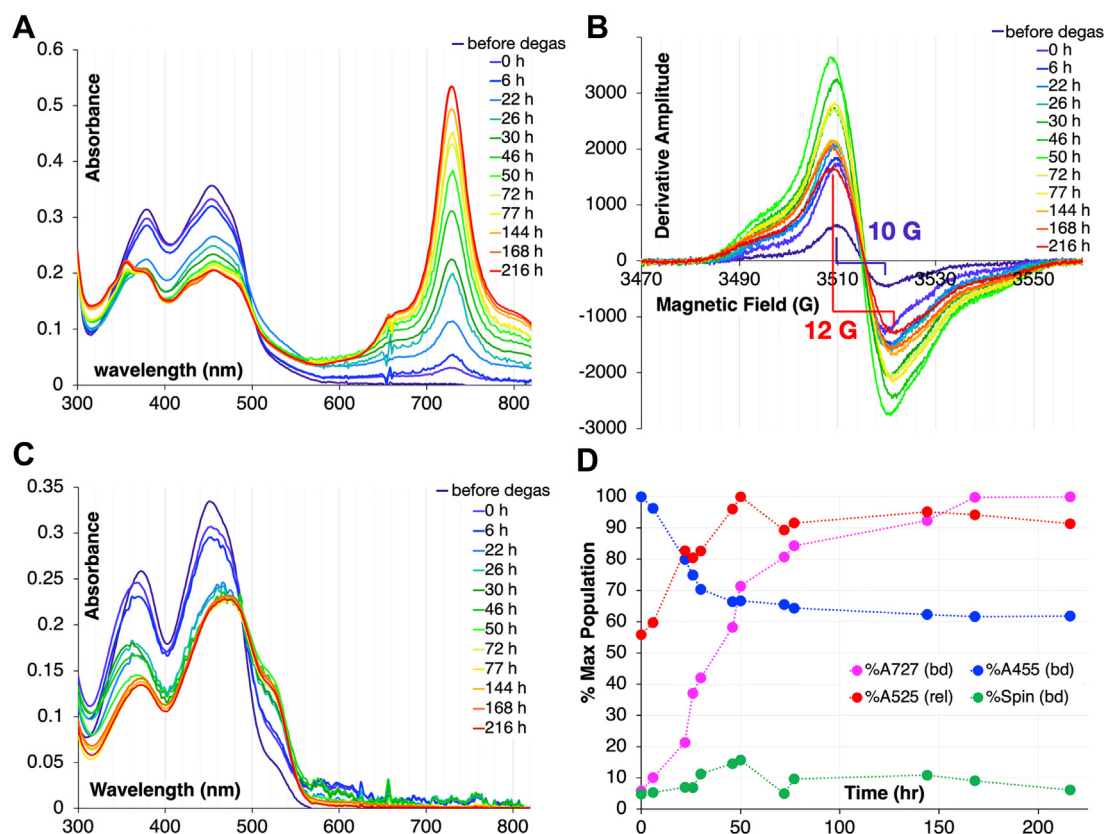 A
0.6
0.5
0.4
0.3
0.2
0.1
0
Absorbance
wavelength (nm)
300 400 500 600 700 800
before degas
0 h
6 h
22 h
26 h
30 h
46 h
50 h
72 h
77 h
144 h
168 h
216 h
B
3000
2000
1000
0
-1000
-2000
-3000
Derivative Amplitude
3470 3490 3510 3530 3550
Magnetic Field (G)
10 G
12 G
before degas
0 h
6 h
22 h
26 h
30 h
46 h
50 h
72 h
77 h
144 h
168 h
216 h
C
0.35
0.3
0.25
0.2
0.15
0.1
0.05
0
Absorbance
Wavelength (nm)
300 400 500 600 700 800
before degas
0 h
6 h
22 h
26 h
30 h
46 h
50 h
72 h
77 h
144 h
168 h
216 h
D
100
90
80
70
60
50
40
30
20
10
0
% Max Population
%A727 (bd) %A455 (bd)
%A525 (rel) %Spin (bd)
Time (hr)
0 50 100 150 200